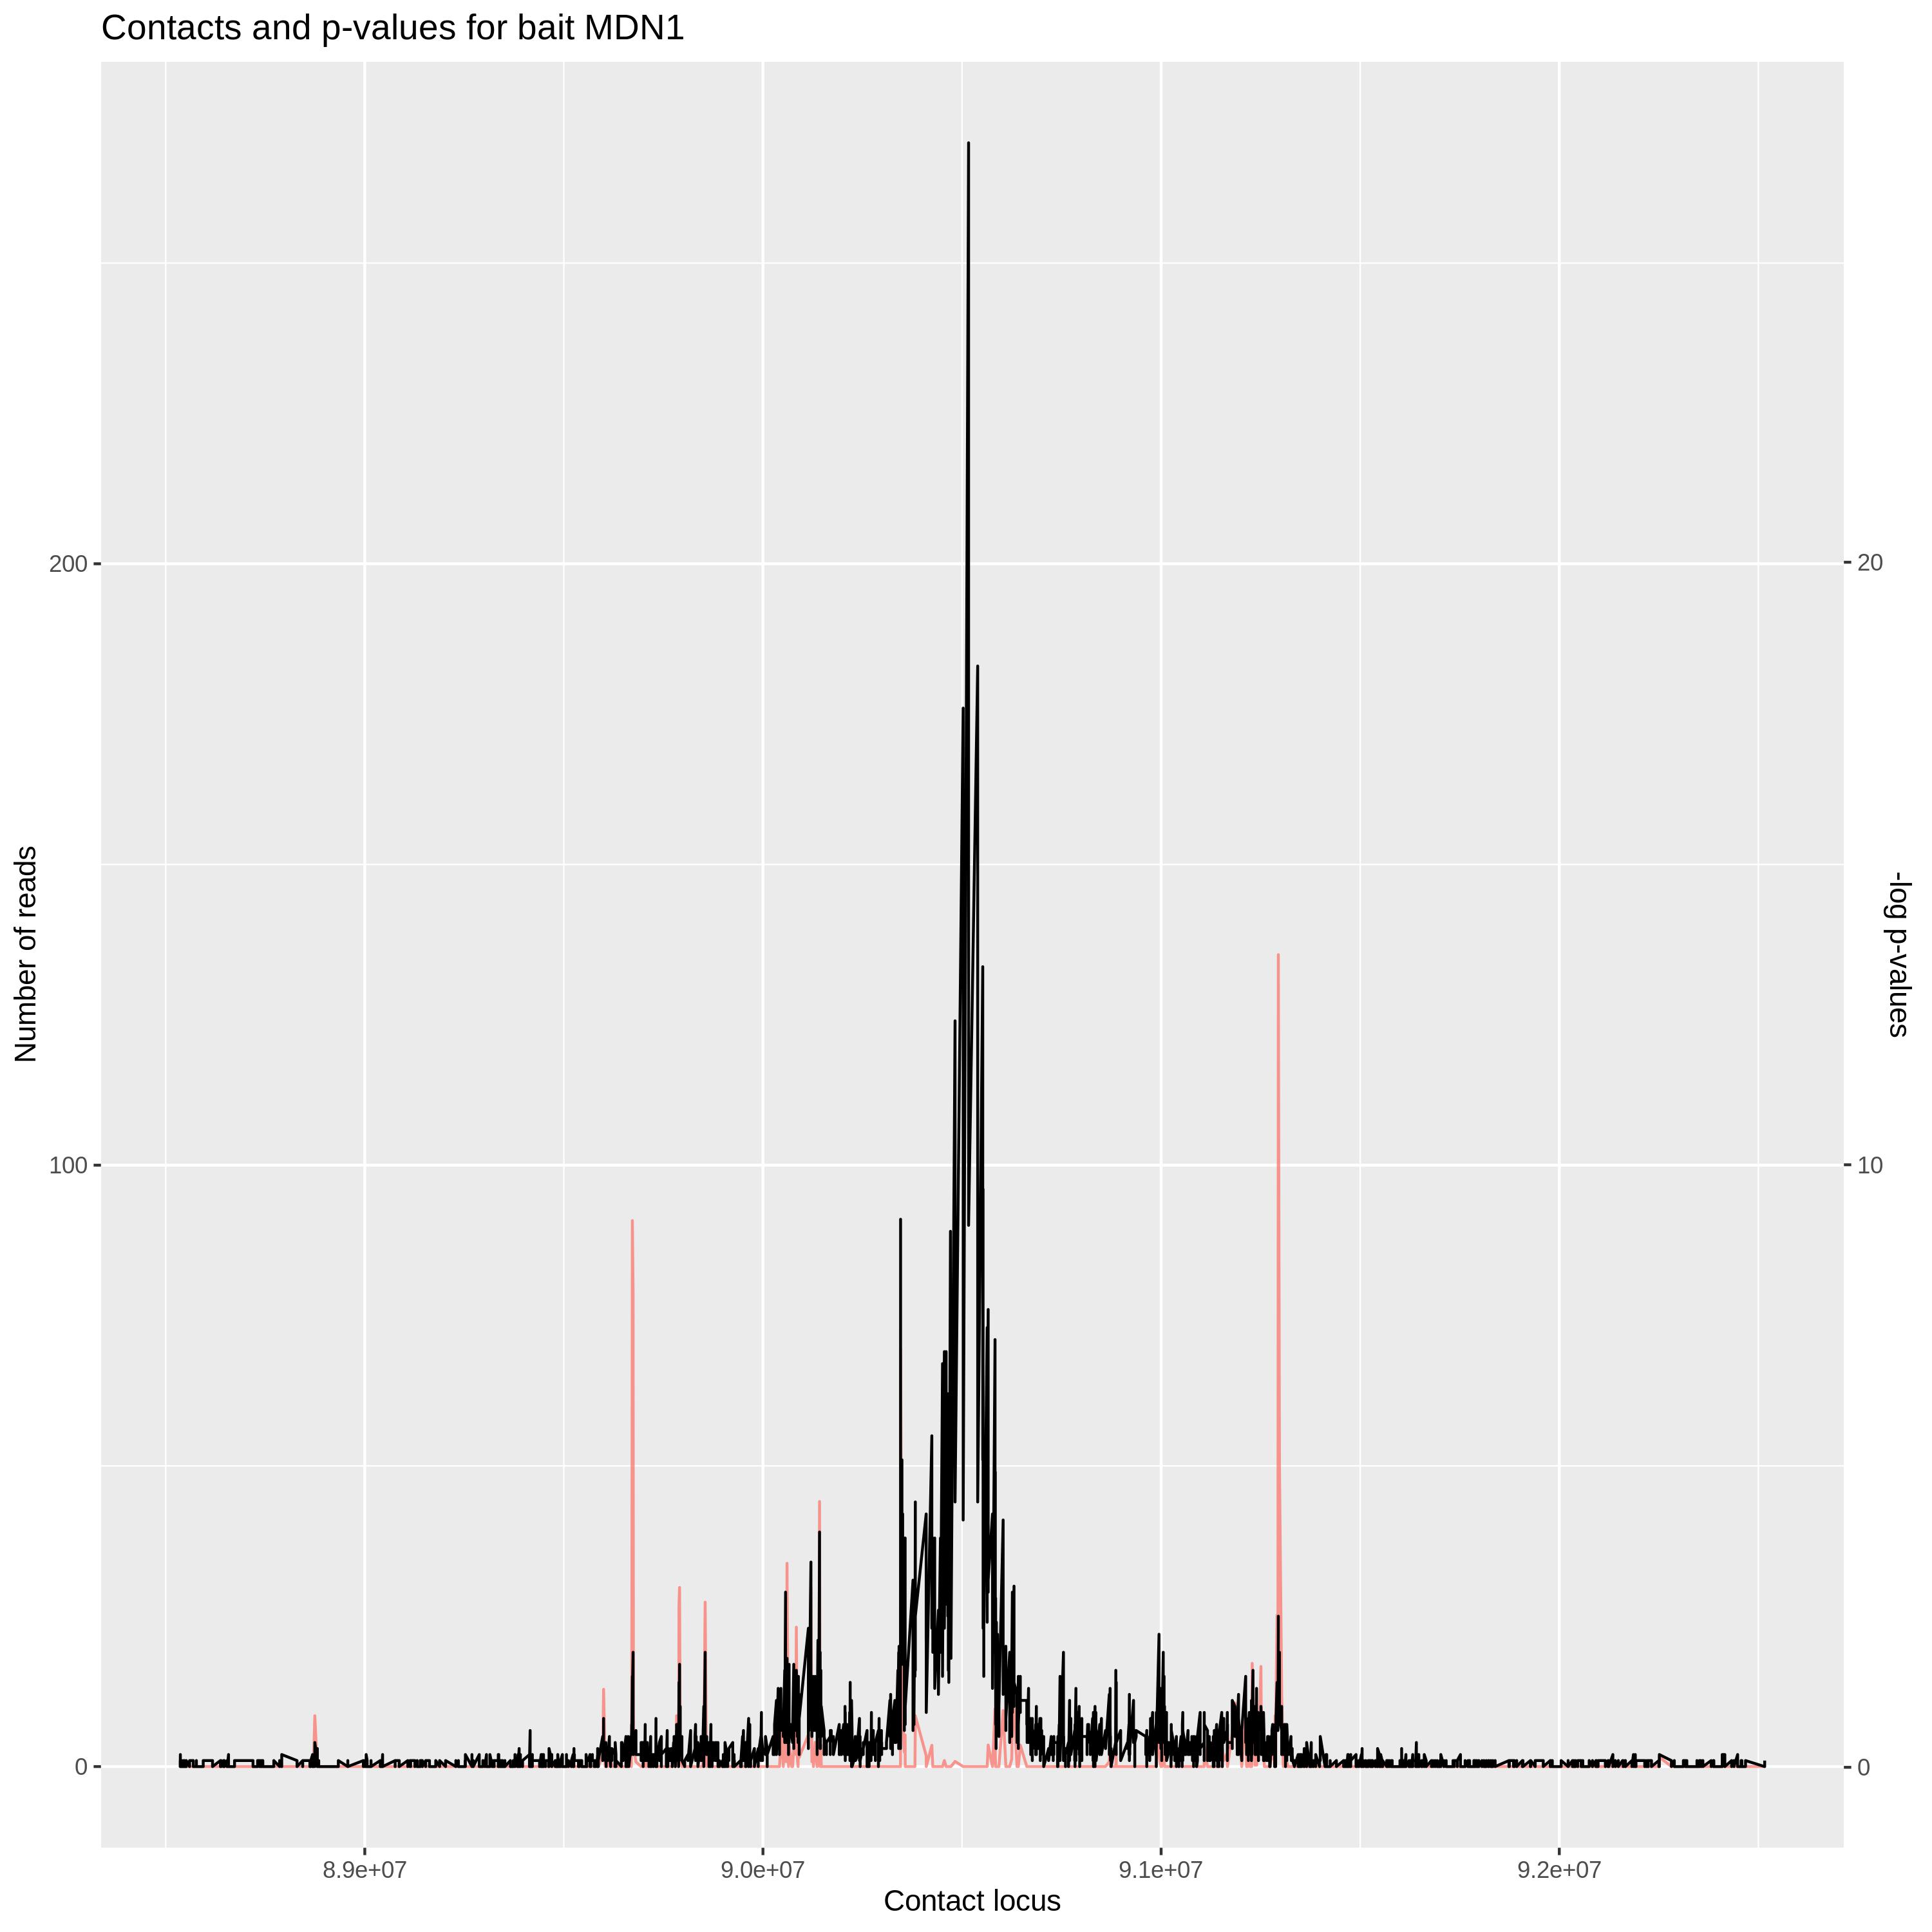 Contacts and p-values for bait MDN1
Number of reads
200
100
0
20
10
0
-log p-values
8.9e+07
9.0e+07
9.1e+07
9.2e+07
Contact locus